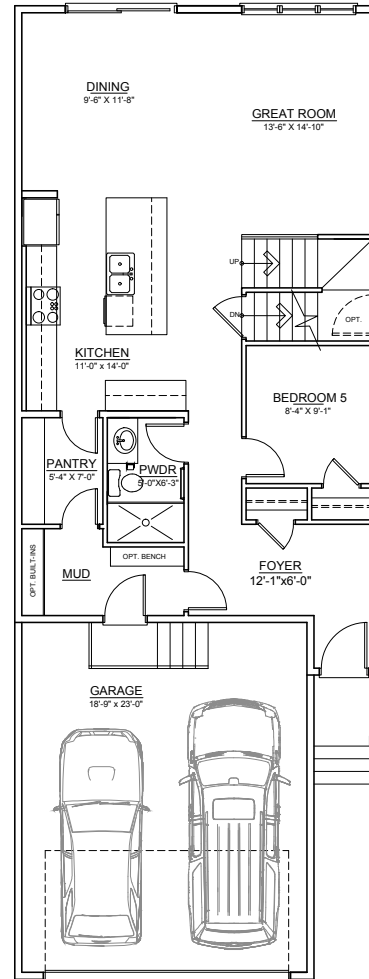 DINING
9'-6" X 11'-8"
GREAT ROOM
13'-6" X 14'-10"
UP
DN
OPT.
KITCHEN
11'-0" x 14'-0"
BEDROOM 5
8'-4" X 9'-1"
PANTRY
5'-4" X 7'-0"
PWDR
5'-0"X6'-3"
OPT. BENCH
OPT. BUILT-INS
MUD
FOYER
12'-1"x6'-0"
GARAGE
18'-9" x 23'-0"